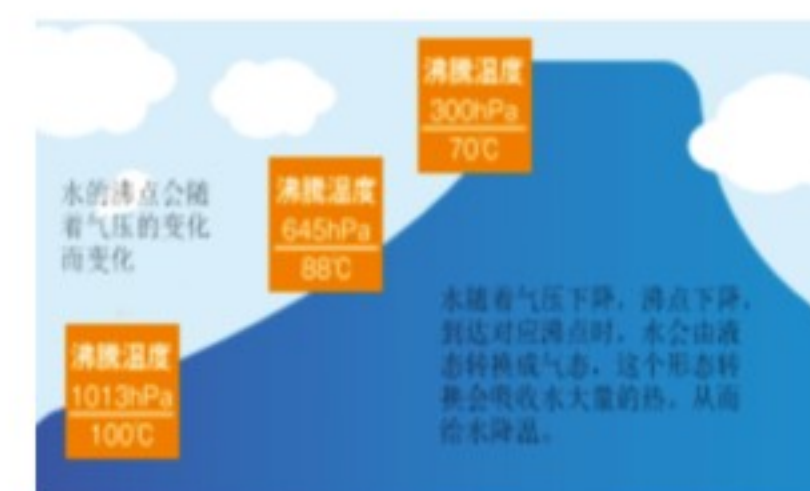 沸腾温度
300hPa
70℃
沸腾温度
645hPa
88℃
水的沸点会随
着气压的变化
而变化
沸腾温度
1013hPa
100℃
水随着气压下降，沸点下降，
到达对应沸点时，水会由液
态转换成气态，这个形态转
换会吸收水大量的热，从而
给水降温。